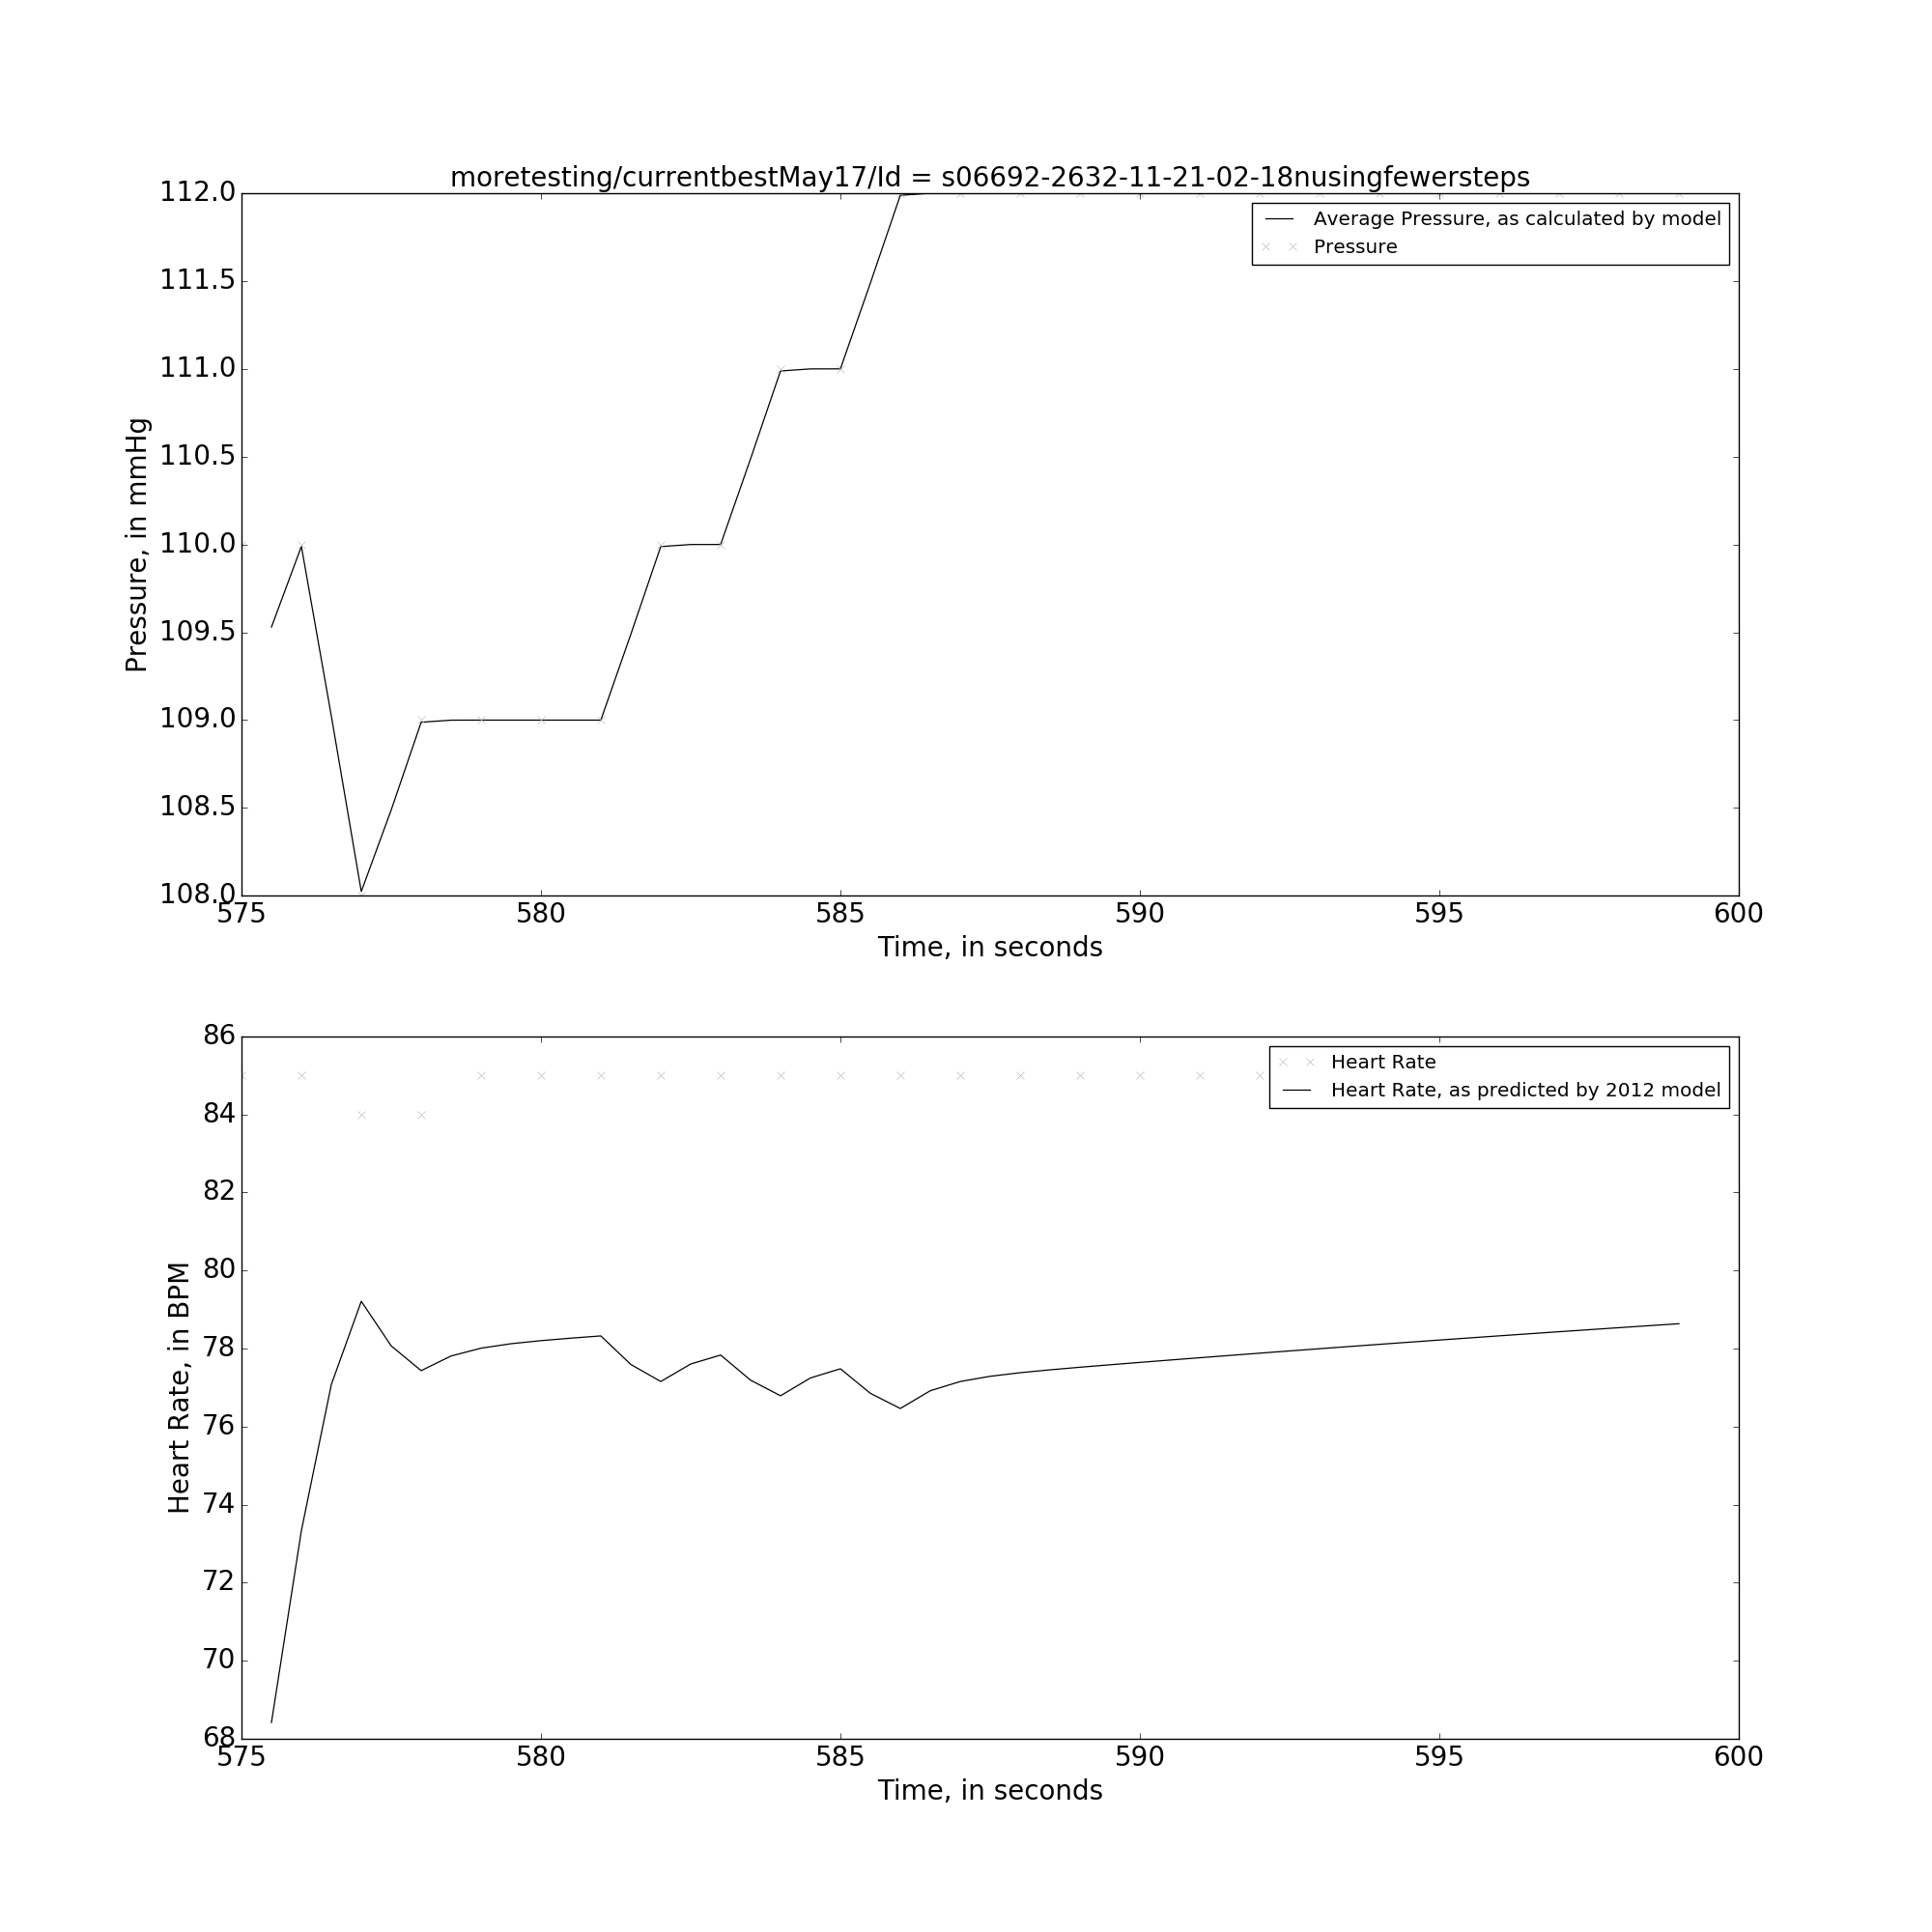 moretesting/currentbestMay17/Id = s06692-2632-11-21-02-18nusingfewersteps
112.0
111.5
111.0
110.5
110.0
109.5
109.0
108.5
108.0
Pressure, in mmHg
Average Pressure, as calculated by model
Pressure
575 580 585 590 595 600
Time, in seconds
86
84
82
80
78
76
74
72
70
68
Heart Rate, in BPM
Heart Rate
Heart Rate, as predicted by 2012 model
575 580 585 590 595 600
Time, in seconds